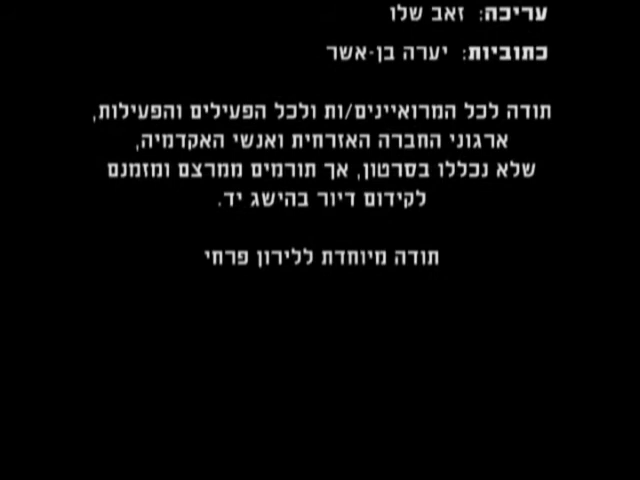 עריכה: זאב שלו
כתוביות: יערה בן-אשר
תודה לכל המרואיינים/ות ולכל הפעילים והפעילות,
ארגוני החברה האזרחית ואנשי האקדמיה,
שלא נכללו בסרטון, אך תורמים ממרצם ומזמנם
לקידום דיור בהישג יד.
תודה מיוחדת ללירון פרחי